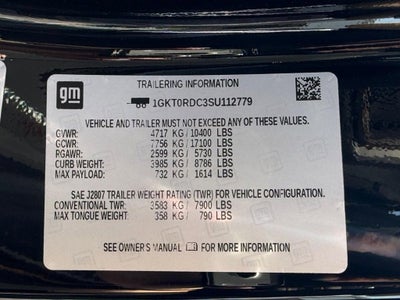 gm
TRAILERING INFORMATION
1GKT0RDC3SU112779
VEHICLE AND TRAILER MUST NOT EXCEED ANY OF THESE VALUES.
GVWR: 4717 KG / 10400 LBS
GCWR: 7756 KG / 17100 LBS
RGAWR: 2599 KG / 5730 LBS
CURB WEIGHT: 3985 KG / 8786 LBS
MAX PAYLOAD: 732 KG / 1614 LBS
SAE J2807 TRAILER WEIGHT RATING (TWR) FOR VEHICLE CONFIGURATION.
CONVENTIONAL TWR: 3583 KG / 7900 LBS
MAX TONGUE WEIGHT: 358 KG / 790 LBS
SEE OWNER'S MANUAL FOR MORE INFORMATION